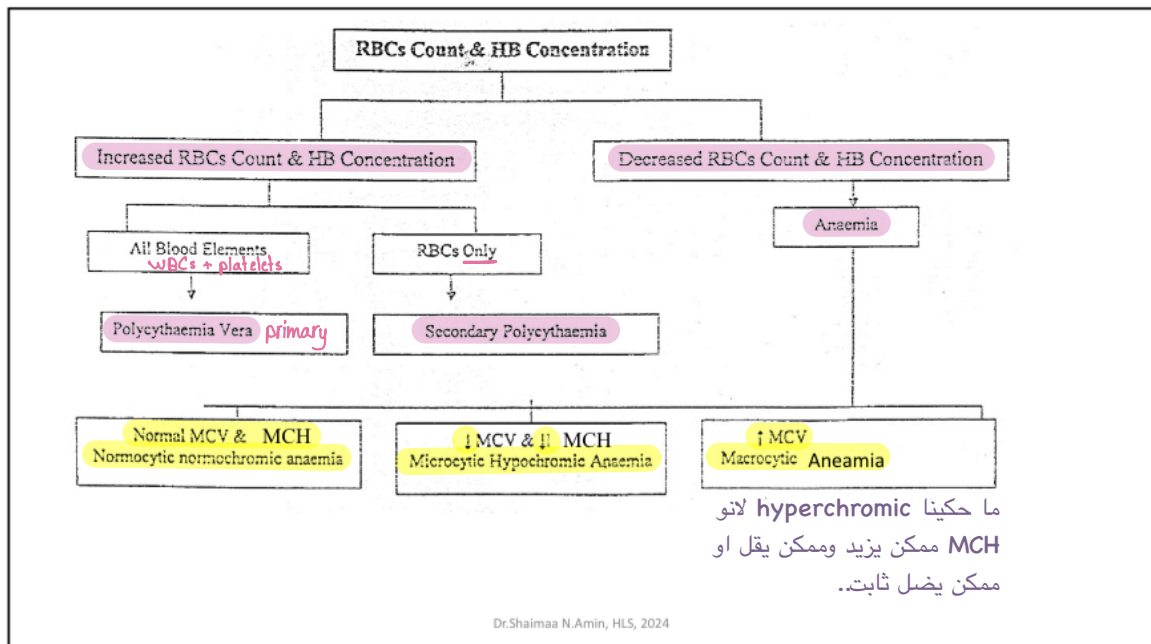 RBCs Count & HB Concentration
Increased RBCs Count & HB Concentration
Decreased RBCs Count & HB Concentration
All Blood Elements
WBCs + platelets
RBCs Only
Anaemia
Polycythaemia Vera primary
Secondary Polycythaemia
Normal MCV & MCH
Normocytic normochromic anaemia
↓ MCV & ↓↓ MCH
Microcytic Hypochromic Anaemia
↑ MCV
Macrocytic Aneamia
ما حكينا hyperchromic لانو
MCH ممكن يزيد وممكن يقل او
ممكن يضل ثابت..
Dr.Shaimaa N.Amin, HLS, 2024